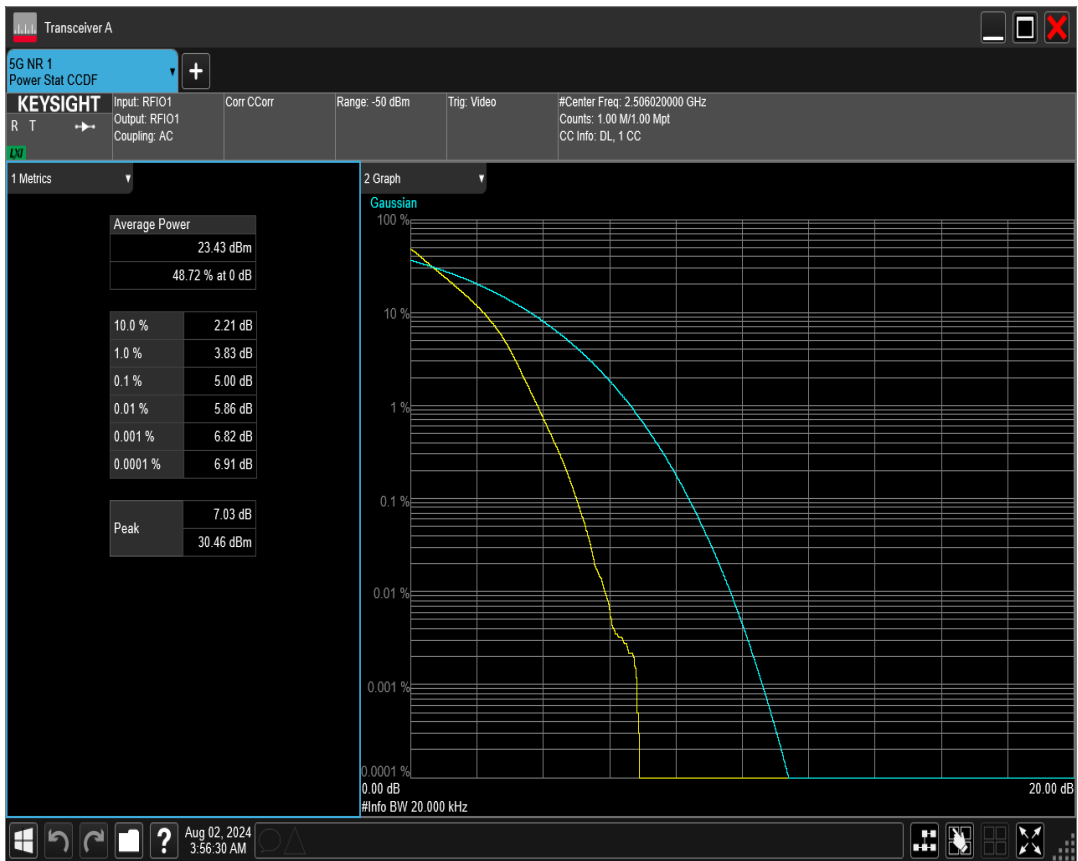 Transceiver A
5G NR 1
Power Stat CCDF
+
KEYSIGHT
R T
LXI
Input: RFIO1
Output: RFIO1
Coupling: AC
Corr CCorr
Range: -50 dBm
Trig: Video
#Center Freq: 2.506020000 GHz
Counts: 1.00 M/1.00 Mpt
CC Info: DL, 1 CC
1 Metrics
Average Power
23.43 dBm
48.72 % at 0 dB
10.0 % 2.21 dB
1.0 % 3.83 dB
0.1 % 5.00 dB
0.01 % 5.86 dB
0.001 % 6.82 dB
0.0001 % 6.91 dB
Peak
7.03 dB
30.46 dBm
2 Graph
Gaussian
100 %
10 %
1 %
0.1 %
0.01 %
0.001 %
0.0001 %
0.00 dB
20.00 dB
#Info BW 20.000 kHz
?
Aug 02, 2024
3:56:30 AM